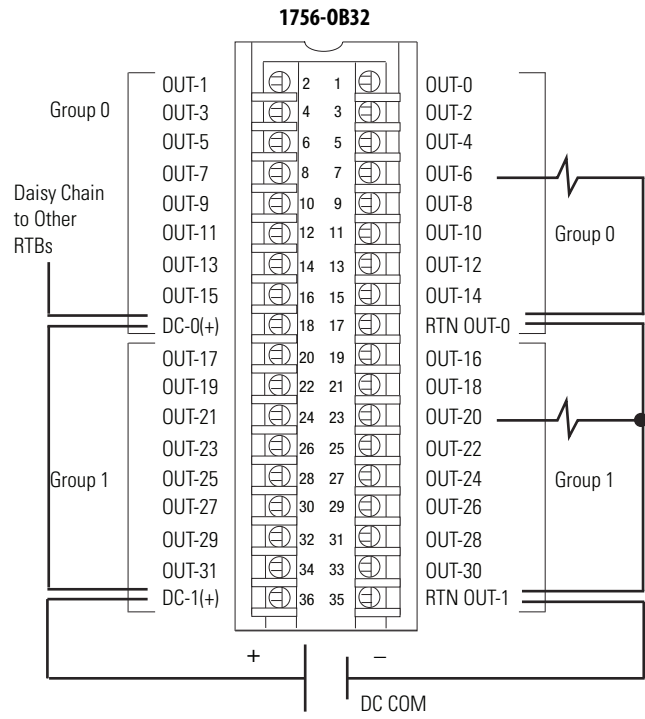 1756-OB32
OUT-1 2 1 OUT-0
Group 0 OUT-3 4 3 OUT-2
OUT-5 6 5 OUT-4
OUT-7 8 7 OUT-6
Daisy Chain
to Other
RTBs
OUT-9 10 9 OUT-8
OUT-11 12 11 OUT-10 Group 0
OUT-13 14 13 OUT-12
OUT-15 16 15 OUT-14
DC-0(+) 18 17 RTN OUT-0
OUT-17 20 19 OUT-16
OUT-19 22 21 OUT-18
OUT-21 24 23 OUT-20
OUT-23 26 25 OUT-22
Group 1 OUT-25 28 27 OUT-24 Group 1
OUT-27 30 29 OUT-26
OUT-29 32 31 OUT-28
OUT-31 34 33 OUT-30
DC-1(+) 36 35 RTN OUT-1
+ –
DC COM